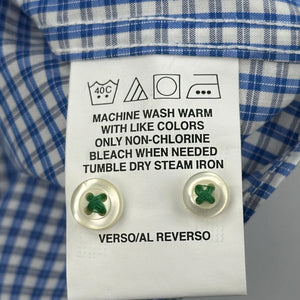 40C
MACHINE WASH WARM
WITH LIKE COLORS
ONLY NON-CHLORINE
BLEACH WHEN NEEDED
TUMBLE DRY STEAM IRON
VERSO/AL REVERSO